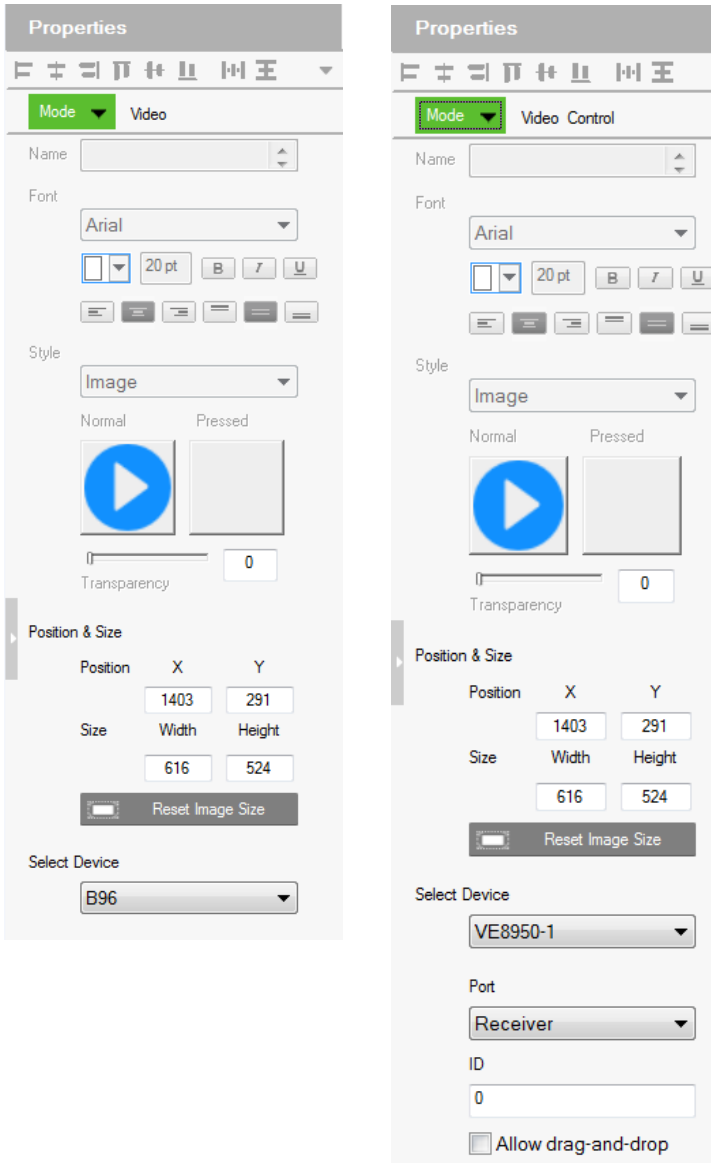 Properties
Mode Video
Name
Font
Arial
20 pt B I U
Style
Image
Normal Pressed
0
Transparency
Position & Size
Position X Y
1403 291
Size Width Height
616 524
Reset Image Size
Select Device
B96
Properties
Mode Video Control
Name
Font
Arial
20 pt B I U
Style
Image
Normal Pressed
0
Transparency
Position & Size
Position X Y
1403 291
Size Width Height
616 524
Reset Image Size
Select Device
VE8950-1
Port
Receiver
ID
0
Allow drag-and-drop